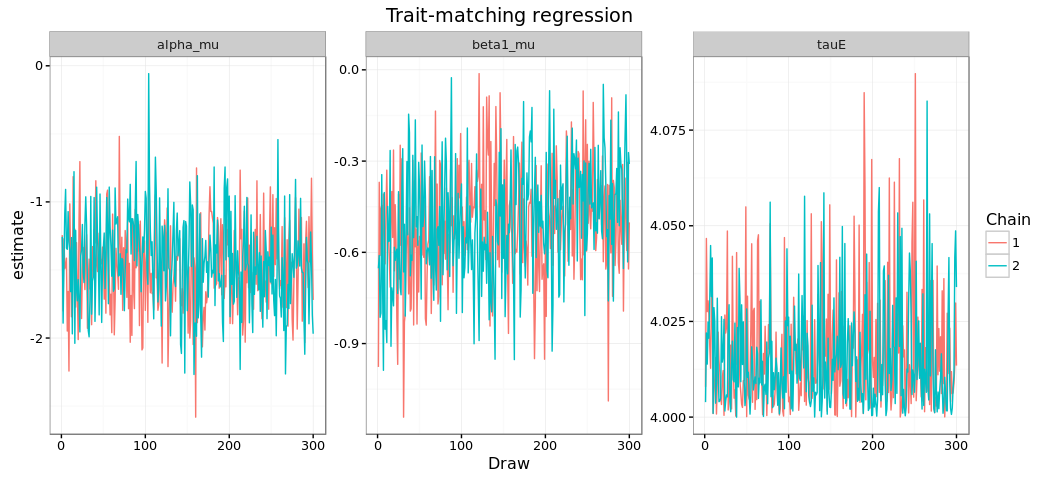 Trait-matching regression
alpha_mu
beta1_mu
tauE
estimate
0
-1
-2
0.0
-0.3
-0.6
-0.9
4.075
4.050
4.025
4.000
0 100 200 300
0 100 200 300
0 100 200 300
Draw
Chain
1
2